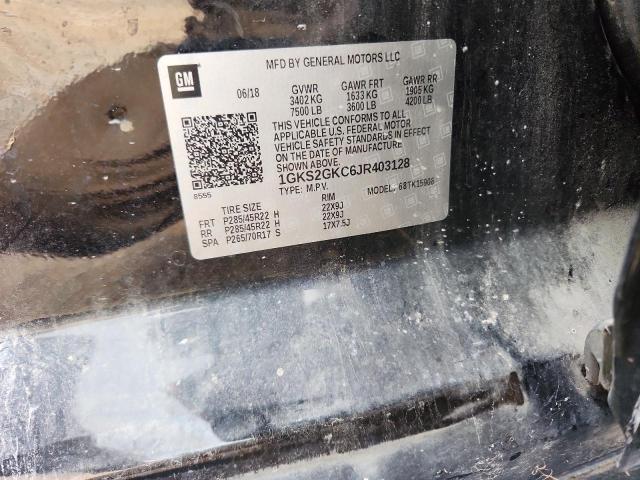 MFD BY GENERAL MOTORS LLC
GM
06/18 GVWR GAWR FRT GAWR RR
3402 KG 1633 KG 1905 KG
7500 LB 3600 LB 4200 LB
THIS VEHICLE CONFORMS TO ALL
APPLICABLE U.S. FEDERAL MOTOR
VEHICLE SAFETY STANDARDS IN EFFECT
ON THE DATE OF MANUFACTURE
SHOWN ABOVE.
1GKS2GKC6JR403128
8555 TYPE: M.P.V. MODEL: 68TK15906
TIRE SIZE RIM
FRT P285/45R22 H 22X9J
RR P285/45R22 H 22X9J
SPA P265/70R17 S 17X7.5J